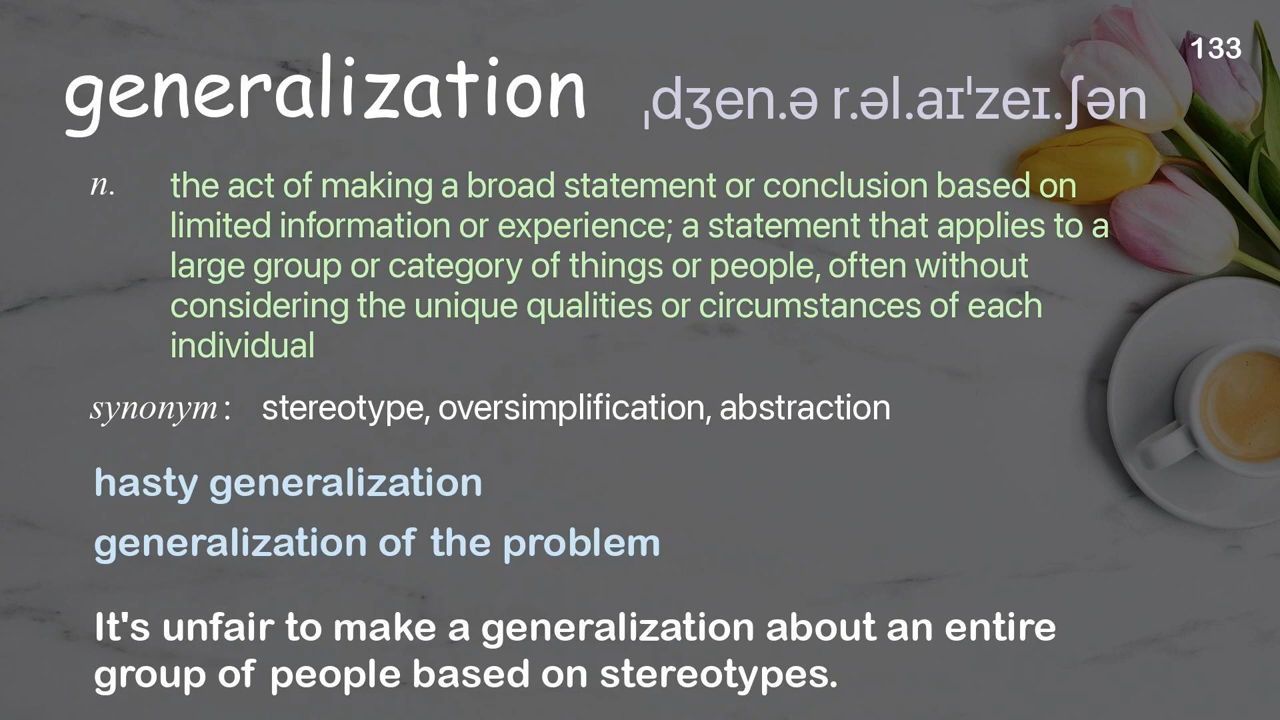 133
generalization ˌdʒen.ə r.əl.aɪˈzeɪ.ʃən
n. the act of making a broad statement or conclusion based on
limited information or experience; a statement that applies to a
large group or category of things or people, often without
considering the unique qualities or circumstances of each
individual
synonym: stereotype, oversimplification, abstraction
hasty generalization
generalization of the problem
It's unfair to make a generalization about an entire
group of people based on stereotypes.